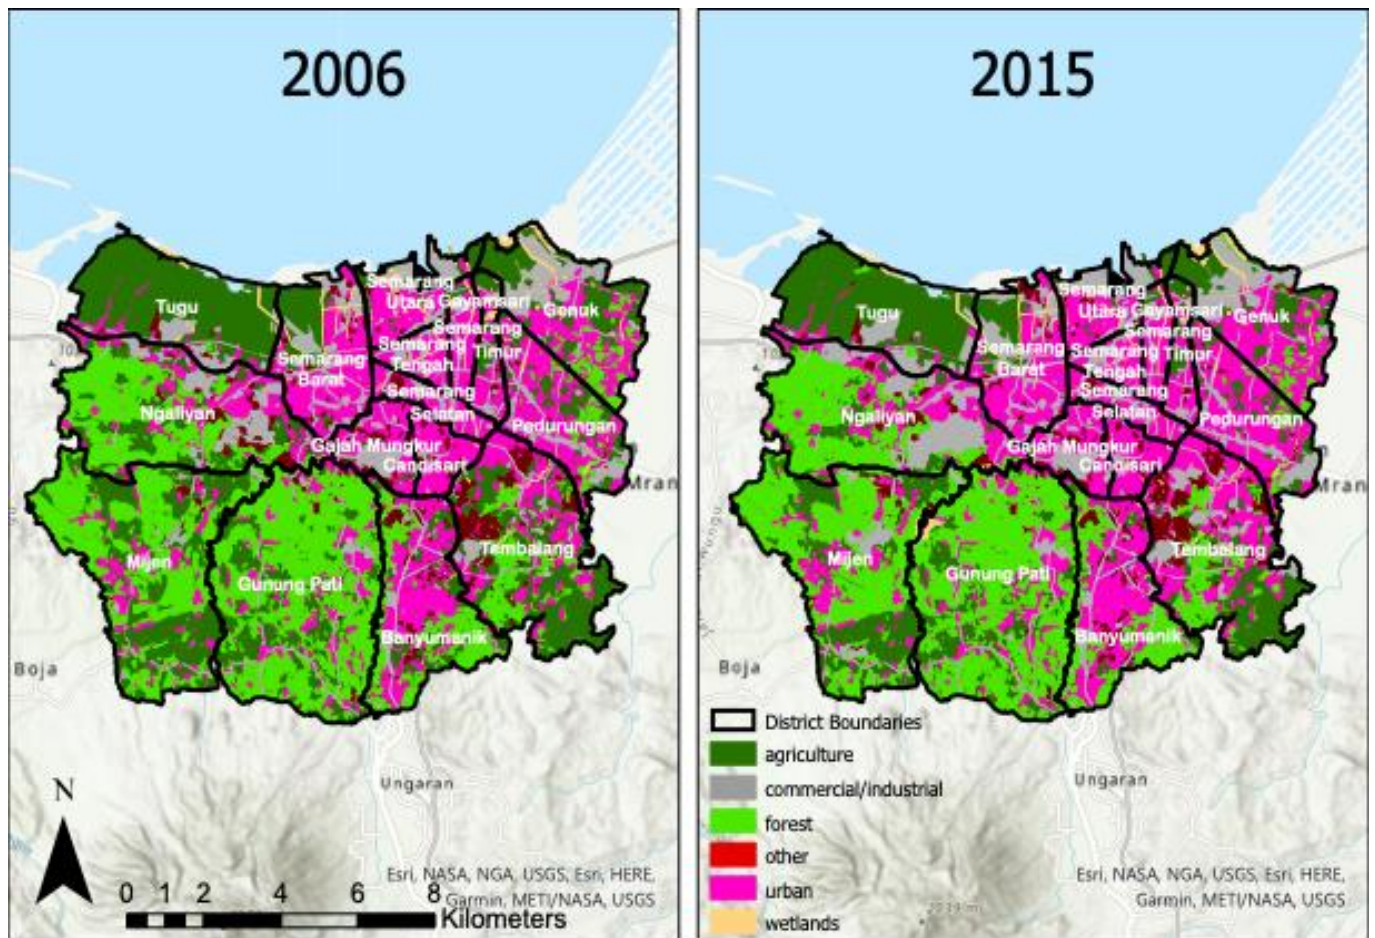 2006
Tugu
Semarang
Utara Gayamsari
Genuk
Semarang
Semarang
Timur
Tengah
Semarang
Barat
Semarang
Selatan
Ngaliyan
Pedurungan
Gajah Mungkur
Candisari
Mran
Mijen
Gunung Pati
Tembalang
Banyumanik
Boja
Ungaran
N
Esri, NASA, NGA, USGS, Esri, HERE,
Garmin, METI/NASA, USGS
0 1 2 4 6 8
Kilometers
2015
Tugu
Semarang
Utara Gayamsari
Genuk
Semarang
Semarang
Timur
Tengah
Semarang
Barat
Semarang
Selatan
Ngaliyan
Pedurungan
Gajah Mungkur
Candisari
Mran
Mijen
Gunung Pati
Tembalang
Banyumanik
Boja
Ungaran
District Boundaries
agriculture
commercial/industrial
forest
other
urban
wetlands
Esri, NASA, NGA, USGS, Esri, HERE,
Garmin, METI/NASA, USGS